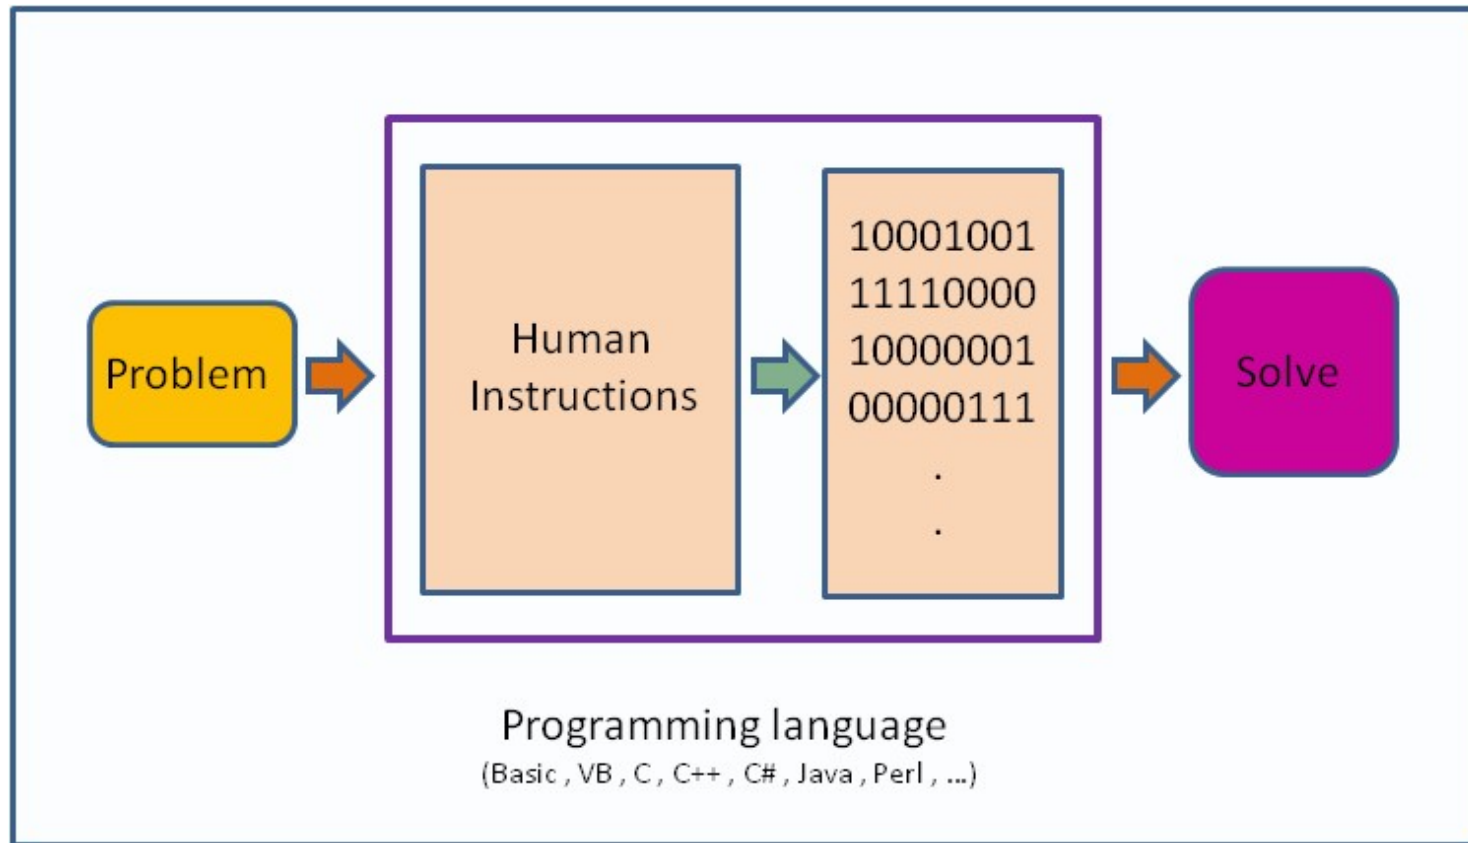 Problem
Human
Instructions
10001001
11110000
10000001
00000111
.
.
Solve
Programming language
(Basic , VB , C , C++ , C# , Java , Perl , ...)